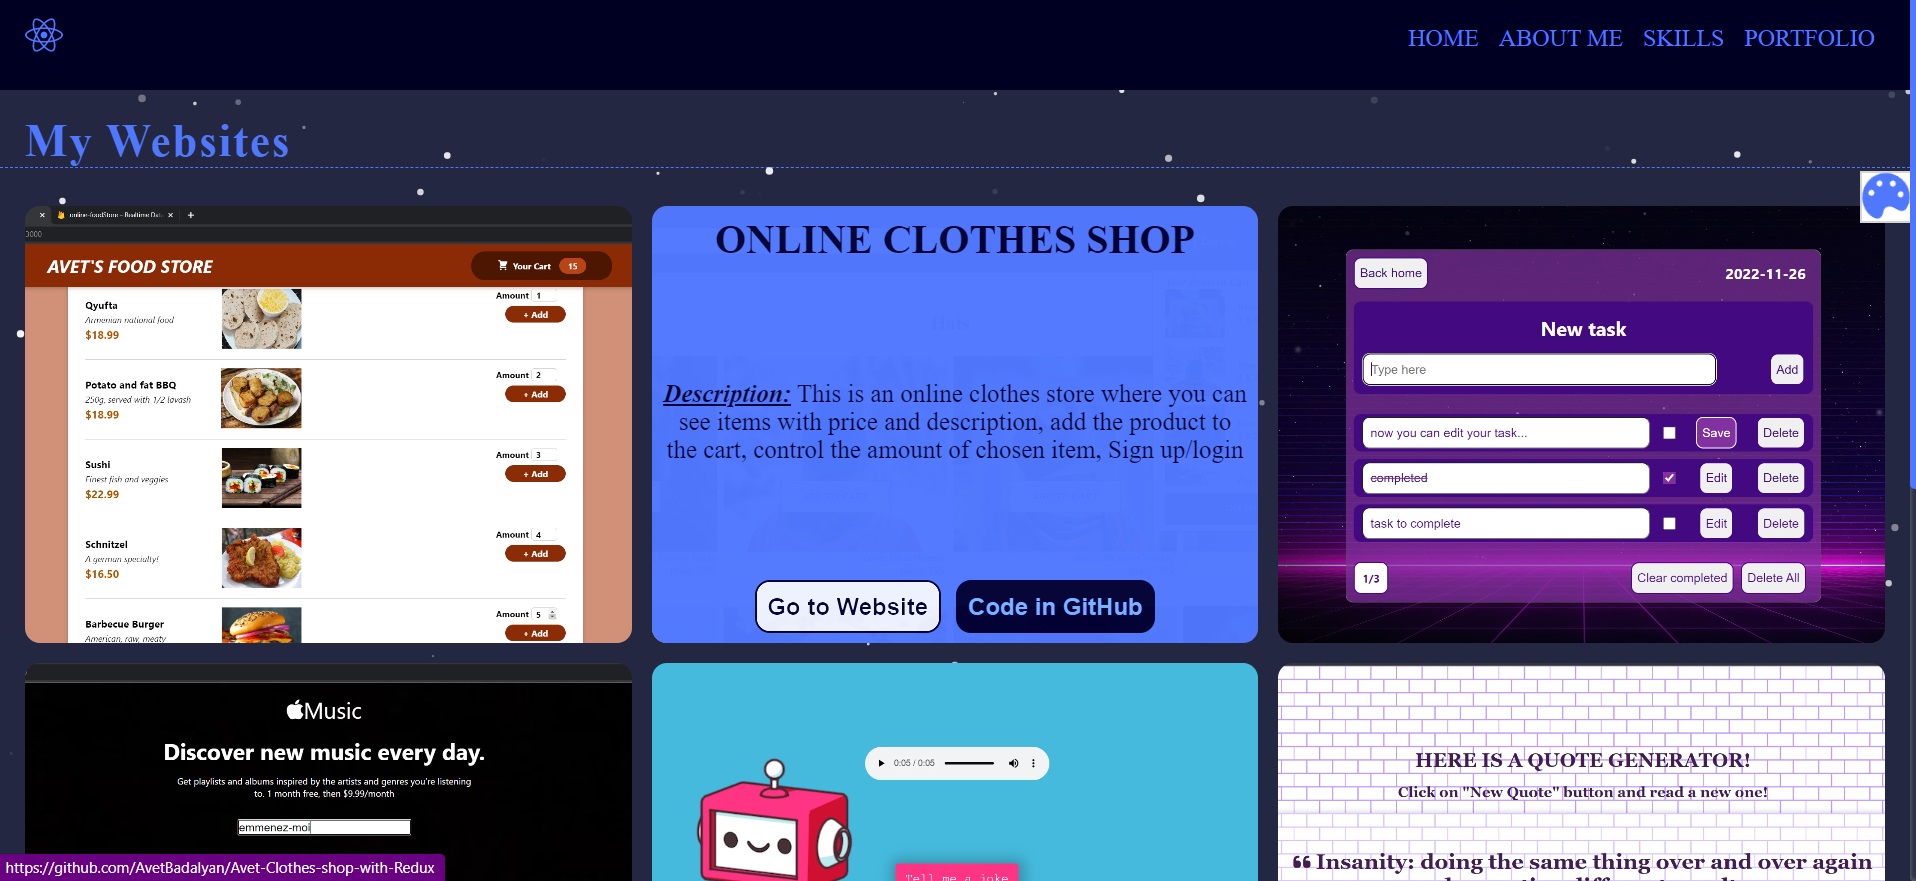 HOME ABOUT ME SKILLS PORTFOLIO
My Websites
online-foodStore – Realtime Data
0000
AVET'S FOOD STORE
Your Cart 15
Qyufta
Armenian national food
$18.99
Amount 1
+ Add
Potato and fat BBQ
250g, served with 1/2 lavash
$18.99
Amount 2
+ Add
Sushi
Finest fish and veggies
$22.99
Amount 3
+ Add
Schnitzel
A german specialty!
$16.50
Amount 4
+ Add
Barbecue Burger
American, raw, meaty
Amount 5
+ Add
ONLINE CLOTHES SHOP
Description: This is an online clothes store where you can
see items with price and description, add the product to
the cart, control the amount of chosen item, Sign up/login
Go to Website Code in GitHub
Back home 2022-11-26
New task
Type here Add
now you can edit your task... Save Delete
completed Edit Delete
task to complete Edit Delete
1/3 Clear completed Delete All
Music
Discover new music every day.
Get playlists and albums inspired by the artists and genres you're listening
to. 1 month free, then $9.99/month
emmenez-moi
0:05 / 0:05
Tell me a joke
HERE IS A QUOTE GENERATOR!
Click on "New Quote" button and read a new one!
“ Insanity: doing the same thing over and over again
https://github.com/AvetBadalyan/Avet-Clothes-shop-with-Redux